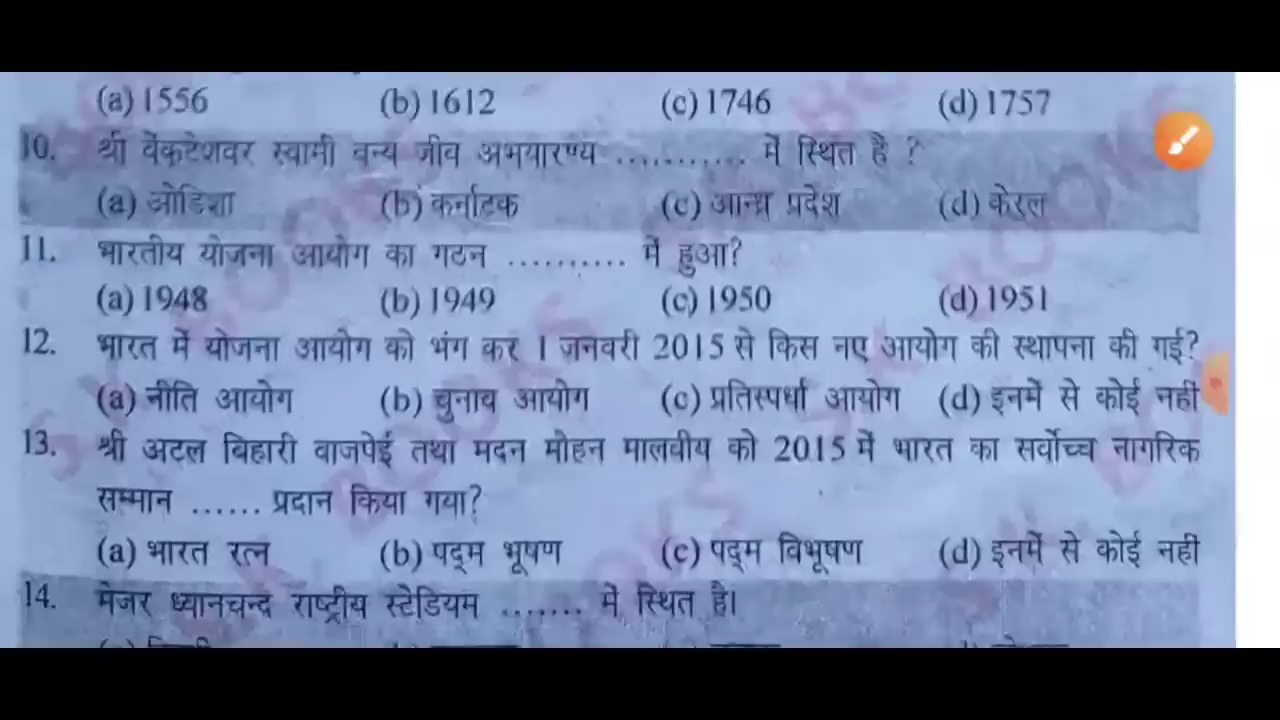 (a) 1556 (b) 1612 (c) 1746 (d) 1757
10. श्री वेंकटेशवर स्वामी वन्य जीव अभयारण्य ............ में स्थित है ?
(a) ओडिशा (b) कर्नाटक (c) आन्ध्र प्रदेश (d) केरल
11. भारतीय योजना आयोग का गठन .......... में हुआ?
(a) 1948 (b) 1949 (c) 1950 (d) 1951
12. भारत में योजना आयोग को भंग कर 1 जनवरी 2015 से किस नए आयोग की स्थापना की गई?
(a) नीति आयोग (b) चुनाव आयोग (c) प्रतिस्पर्धा आयोग (d) इनमें से कोई नही
13. श्री अटल बिहारी वाजपेई तथा मदन मोहन मालवीय को 2015 में भारत का सर्वोच्च नागरिक
सम्मान ...... प्रदान किया गया?
(a) भारत रत्न (b) पद्म भूषण (c) पद्म विभूषण (d) इनमें से कोई नही
14. मेजर ध्यानचन्द राष्ट्रीय स्टेडियम ....... में स्थित है।